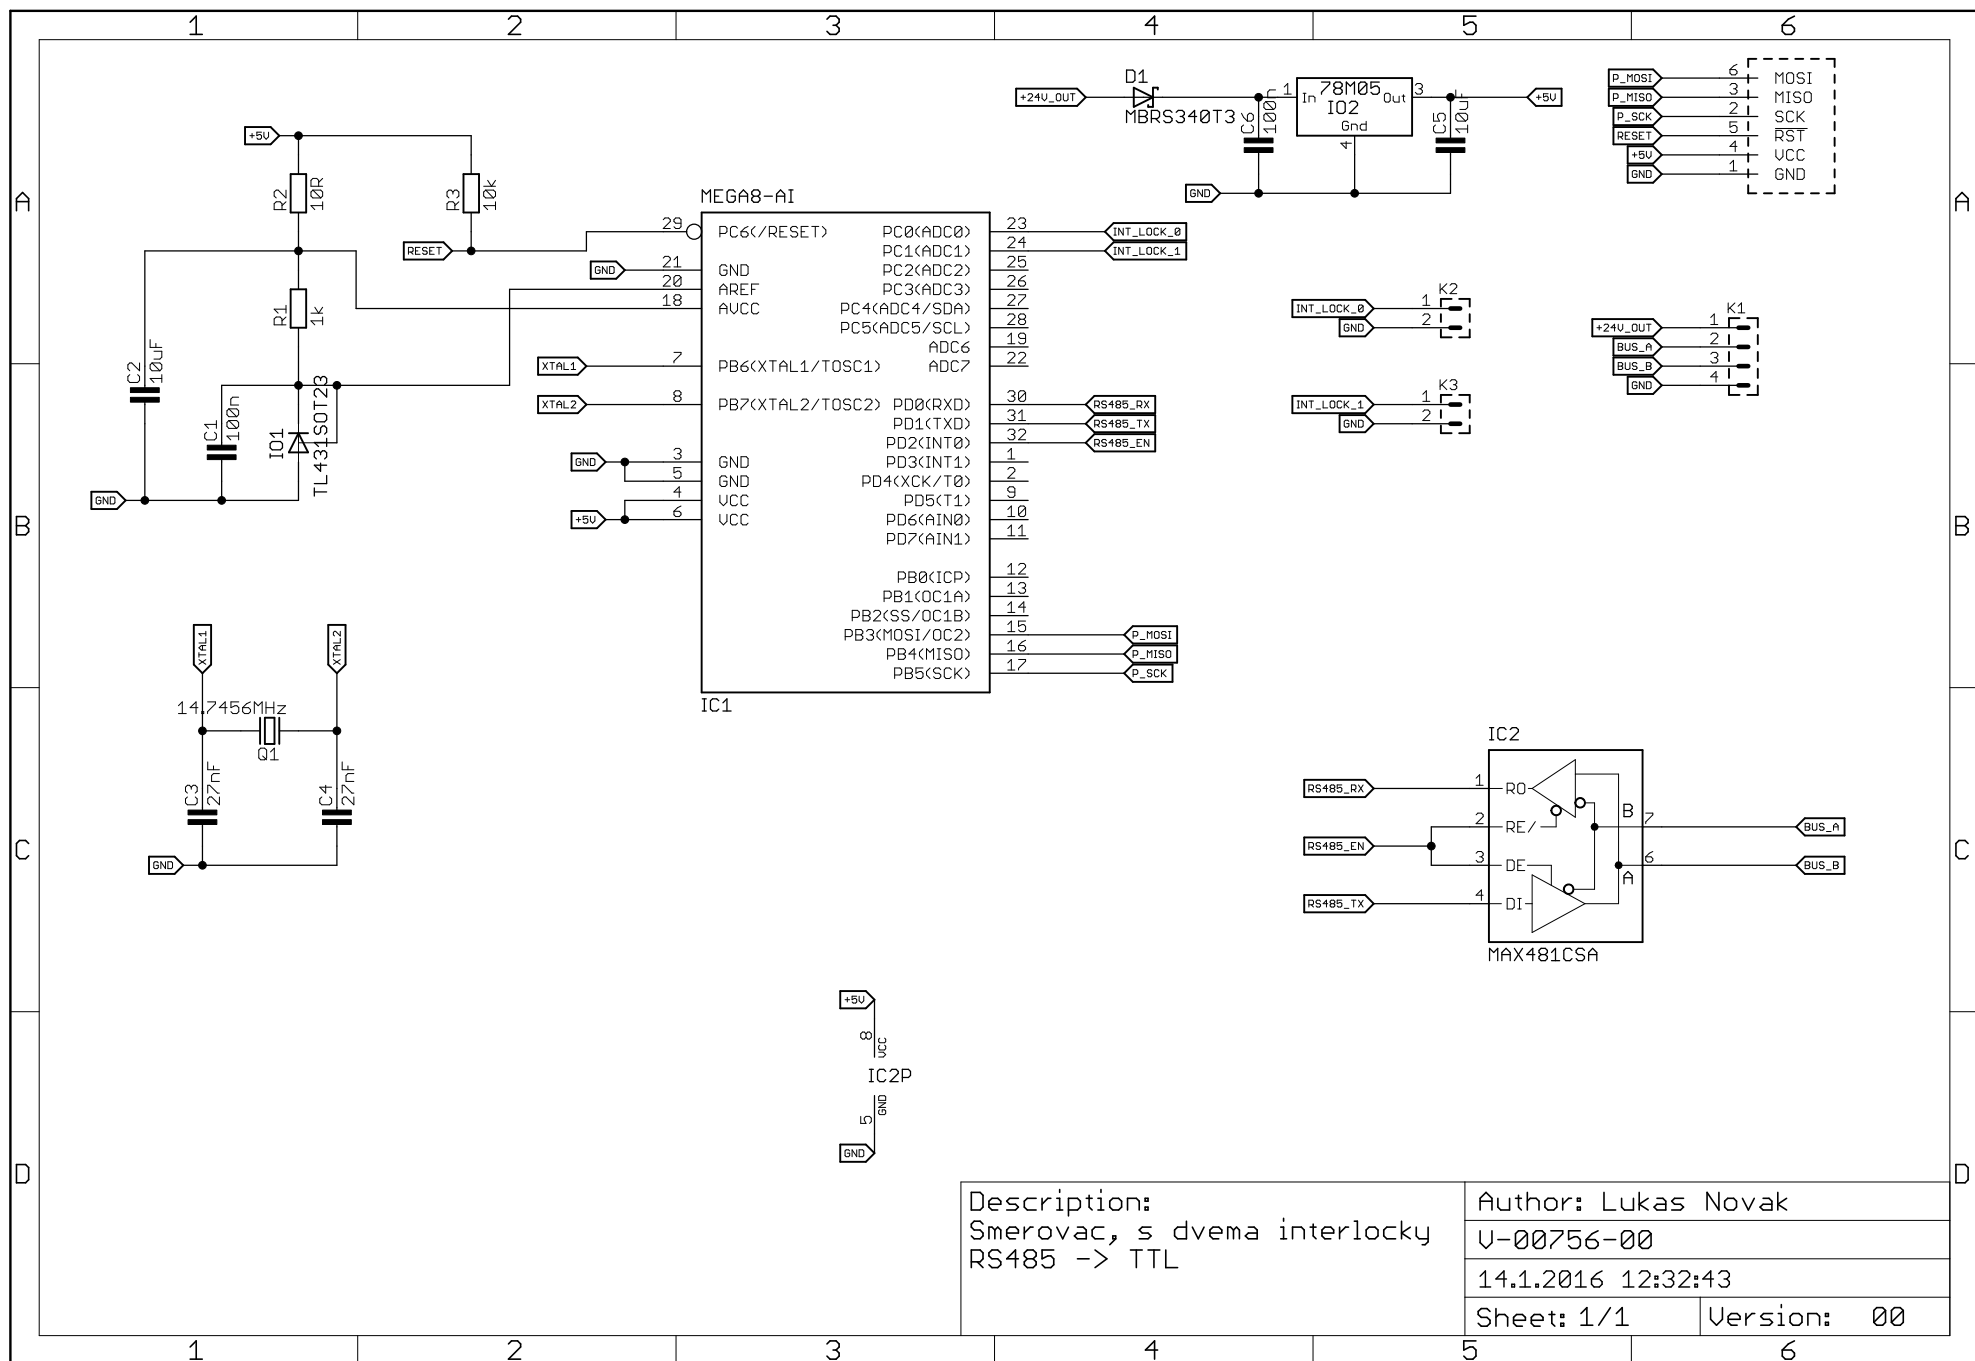 1 2 3 4 5 6
A
B
C
D
A
B
C
D
1 2 3 4 5 6
+5V
R2
10R
R3
10k
RESET
R1
1k
C2
10uF
C1
100n
IO1
TL431SOT23
GND
MEGA8-AI
29 PC6(/RESET)
GND 21 GND
20 AREF
18 AVCC
XTAL1 7 PB6(XTAL1/TOSC1)
XTAL2 8 PB7(XTAL2/TOSC2)
GND 3 GND
5 GND
4 VCC
+5V 6 VCC
PC0(ADC0) 23 INT_LOCK_0
PC1(ADC1) 24 INT_LOCK_1
PC2(ADC2) 25
PC3(ADC3) 26
PC4(ADC4/SDA) 27
PC5(ADC5/SCL) 28
ADC6 19
ADC7 22
PD0(RXD) 30 RS485_RX
PD1(TXD) 31 RS485_TX
PD2(INT0) 32 RS485_EN
PD3(INT1) 1
PD4(XCK/T0) 2
PD5(T1) 9
PD6(AIN0) 10
PD7(AIN1) 11
PB0(ICP) 12
PB1(OC1A) 13
PB2(SS/OC1B) 14
PB3(MOSI/OC2) 15 P_MOSI
PB4(MISO) 16 P_MISO
PB5(SCK) 17 P_SCK
IC1
+24V_OUT
D1
MBRS340T3
C6
100n
1 In 78M05 Out 3
IO2
Gnd
4
C5
10uF
+5V
GND
P_MOSI 6 MOSI
P_MISO 3 MISO
P_SCK 2 SCK
RESET 5 RST
+5V 4 VCC
GND 1 GND
K2
INT_LOCK_0 1
GND 2
K3
INT_LOCK_1 1
GND 2
K1
+24V_OUT 1
BUS_A 2
BUS_B 3
GND 4
XTAL1
XTAL2
14.7456MHz
Q1
C3
27nF
C4
27nF
GND
IC2
RS485_RX 1 RO
RS485_EN
2 RE/
3 DE
RS485_TX 4 DI
B 7 BUS_A
A 6 BUS_B
MAX481CSA
+5V
8 VCC
IC2P
5 GND
GND
Description:
Smerovac, s dvema interlocky
RS485 -> TTL
Author: Lukas Novak
V-00756-00
14.1.2016 12:32:43
Sheet: 1/1 Version: 00